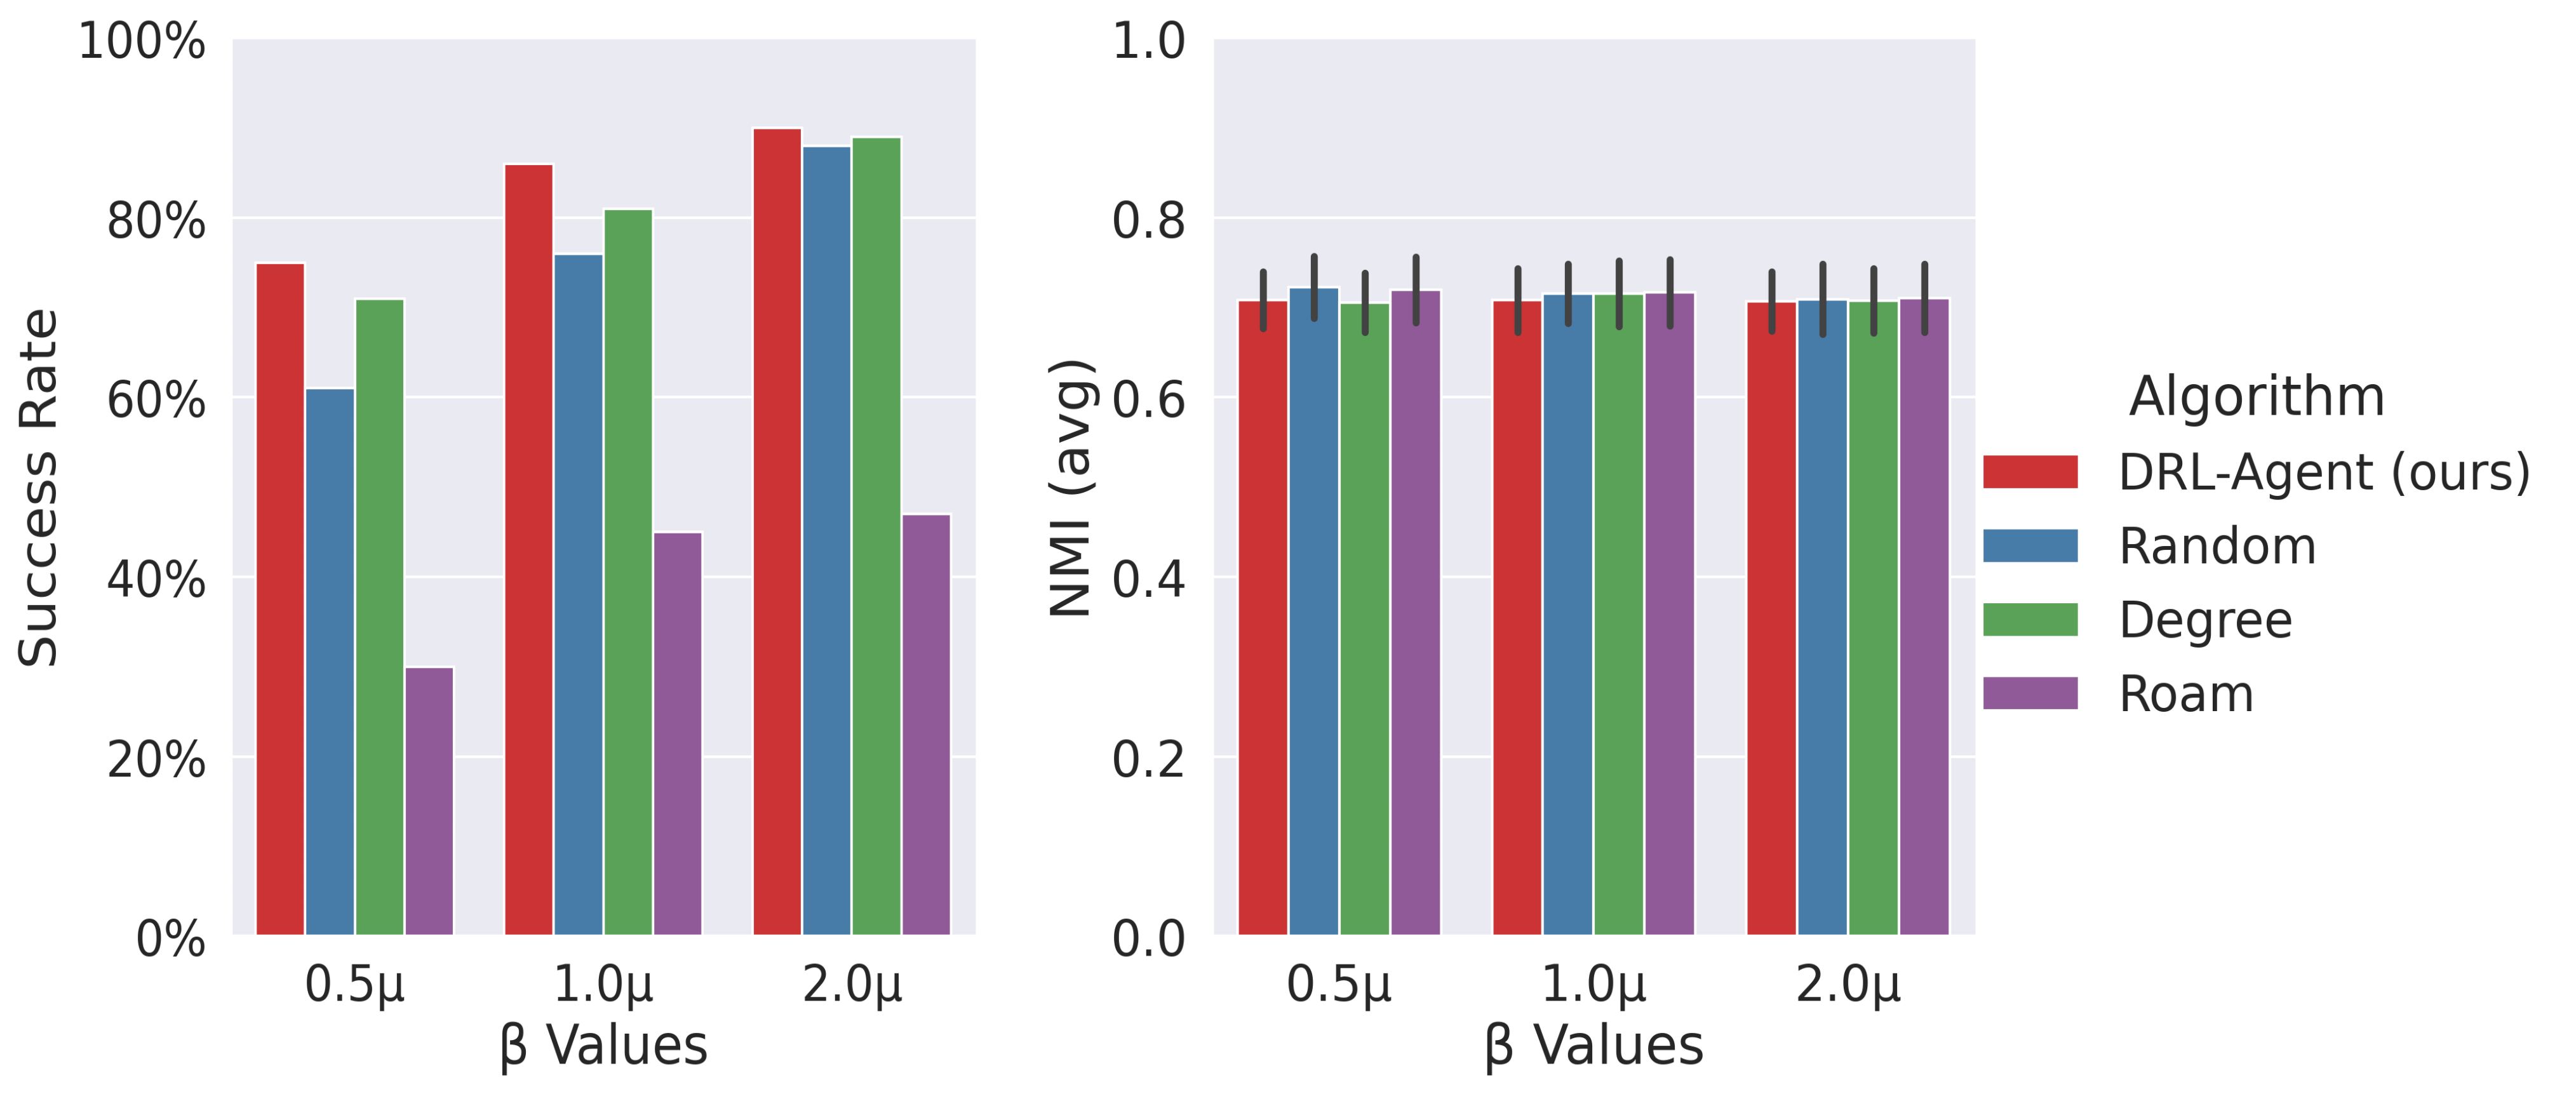 100%
80%
60%
40%
20%
0%
Success Rate
0.5μ
1.0μ
2.0μ
β Values
1.0
0.8
0.6
0.4
0.2
0.0
NMI (avg)
0.5μ
1.0μ
2.0μ
β Values
Algorithm
DRL-Agent (ours)
Random
Degree
Roam